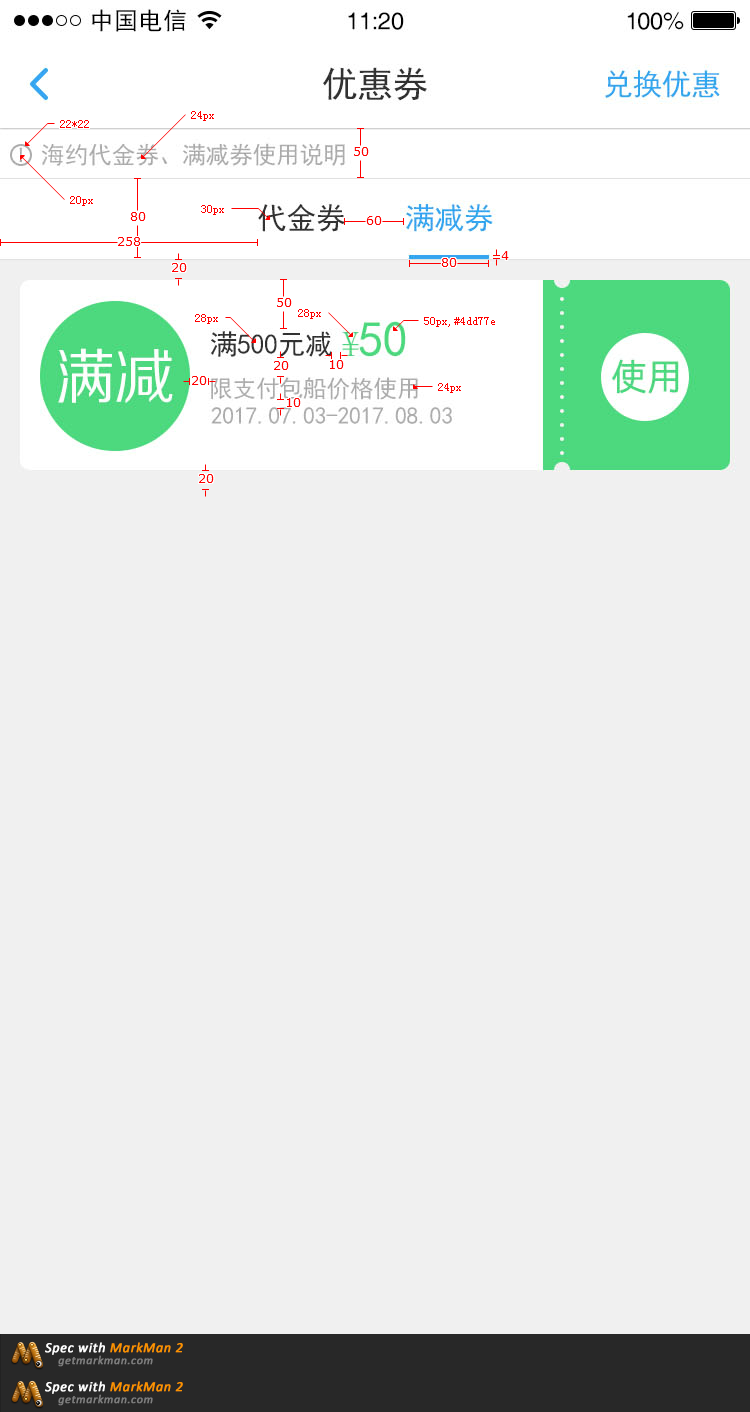 中国电信 11:20 100%
优惠券 兑换优惠
22*22 24px
海约代金券、满减券使用说明 50
20px
80 30px 代金券 60 满减券
258
20 80 4
50
28px 28px 50px,#4dd77e
满减 满500元减 ¥50 使用
20 10
20 限支付包船价格使用 24px
10
2017.07.03-2017.08.03
20
Spec with MarkMan 2
getmarkman.com
Spec with MarkMan 2
getmarkman.com